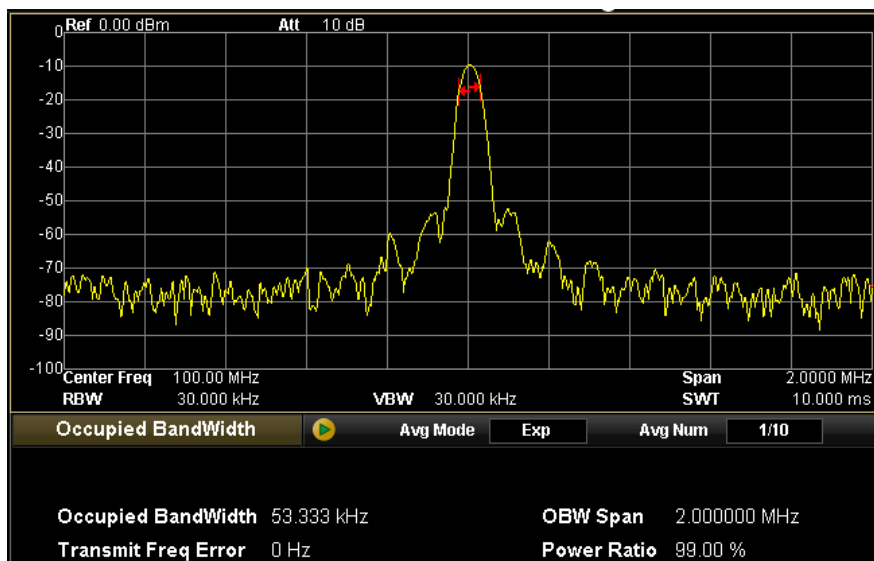 Ref 0.00 dBm Att 10 dB
0
-10
-20
-30
-40
-50
-60
-70
-80
-90
-100
Center Freq 100.00 MHz Span 2.0000 MHz
RBW 30.000 kHz VBW 30.000 kHz SWT 10.000 ms
Occupied BandWidth Avg Mode Exp Avg Num 1/10
Occupied BandWidth 53.333 kHz OBW Span 2.000000 MHz
Transmit Freq Error 0 Hz Power Ratio 99.00 %